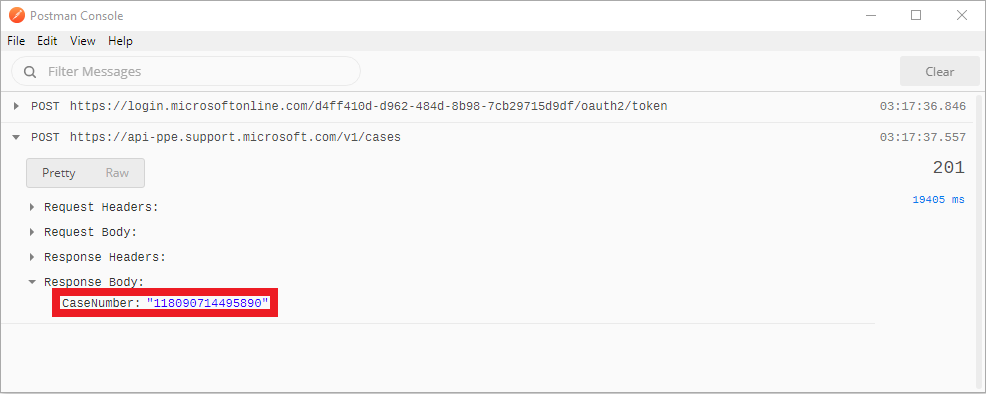 Postman Console
File Edit View Help
Filter Messages
Clear
POST https://login.microsoftonline.com/d4ff410d-d962-484d-8b98-7cb29715d9df/oauth2/token 03:17:36.846
POST https://api-ppe.support.microsoft.com/v1/cases 03:17:37.557
201
Pretty Raw
19405 ms
Request Headers:
Request Body:
Response Headers:
Response Body:
CaseNumber: "118090714495890"